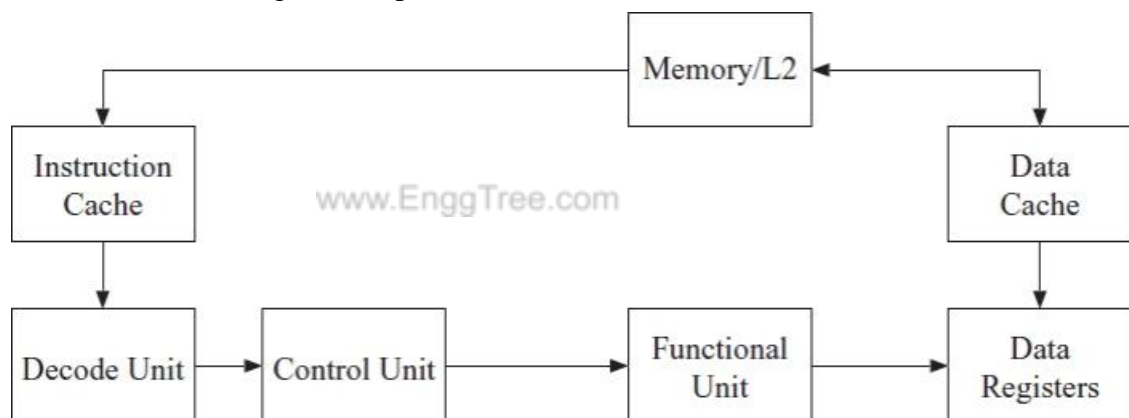 Memory/L2
Instruction
Cache
www.EnggTree.com
Data
Cache
Decode Unit
Control Unit
Functional
Unit
Data
Registers